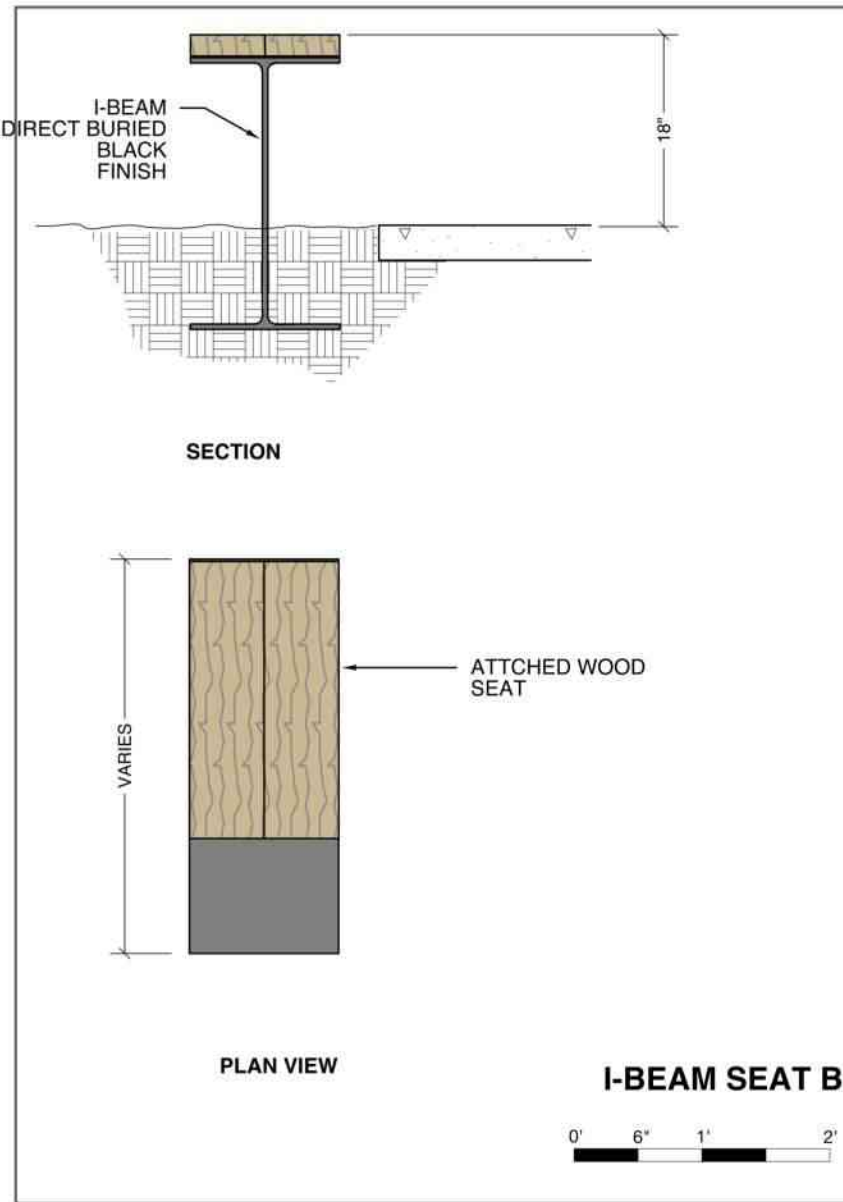 I-BEAM
DIRECT BURIED
BLACK
FINISH
18"
SECTION
VARIES
ATTCHED WOOD
SEAT
PLAN VIEW
I-BEAM SEAT B
0' 6" 1' 2'